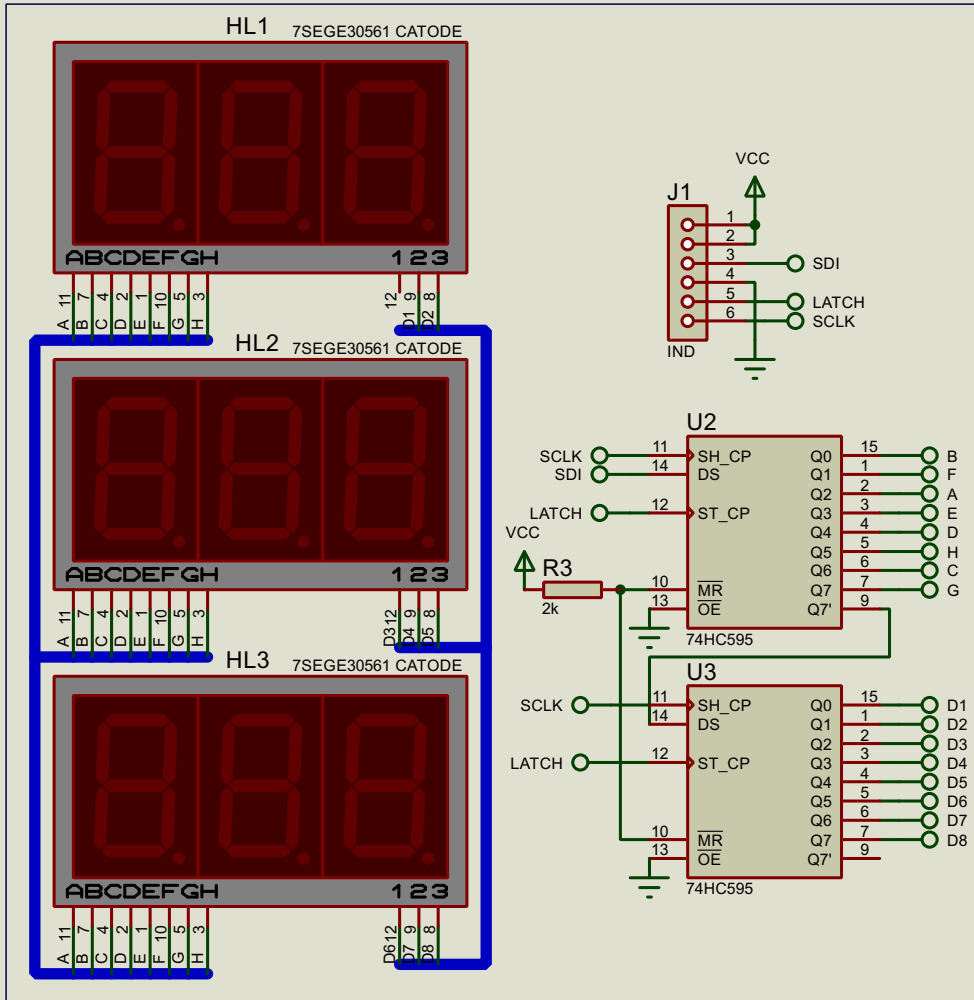 HL1 7SEGE30561 CATODE
ABCDEFGH 123
A 11
B 7
C 4
D 2
E 1
F 10
G 5
H 3
12
D1 9
D2 8
HL2 7SEGE30561 CATODE
ABCDEFGH 123
A 11
B 7
C 4
D 2
E 1
F 10
G 5
H 3
D3 12
D4 9
D5 8
HL3 7SEGE30561 CATODE
ABCDEFGH 123
A 11
B 7
C 4
D 2
E 1
F 10
G 5
H 3
D6 12
D7 9
D8 8
VCC
J1
1
2
3 SDI
4
5 LATCH
6 SCLK
IND
U2
SCLK 11 SH_CP Q0 15 B
SDI 14 DS Q1 1 F
Q2 2 A
LATCH 12 ST_CP Q3 3 E
Q4 4 D
VCC Q5 5 H
Q6 6 C
R3 10 MR Q7 7 G
2k 13 OE Q7' 9
74HC595
U3
SCLK 11 SH_CP Q0 15 D1
14 DS Q1 1 D2
Q2 2 D3
LATCH 12 ST_CP Q3 3 D4
Q4 4 D5
Q5 5 D6
Q6 6 D7
10 MR Q7 7 D8
13 OE Q7' 9
74HC595